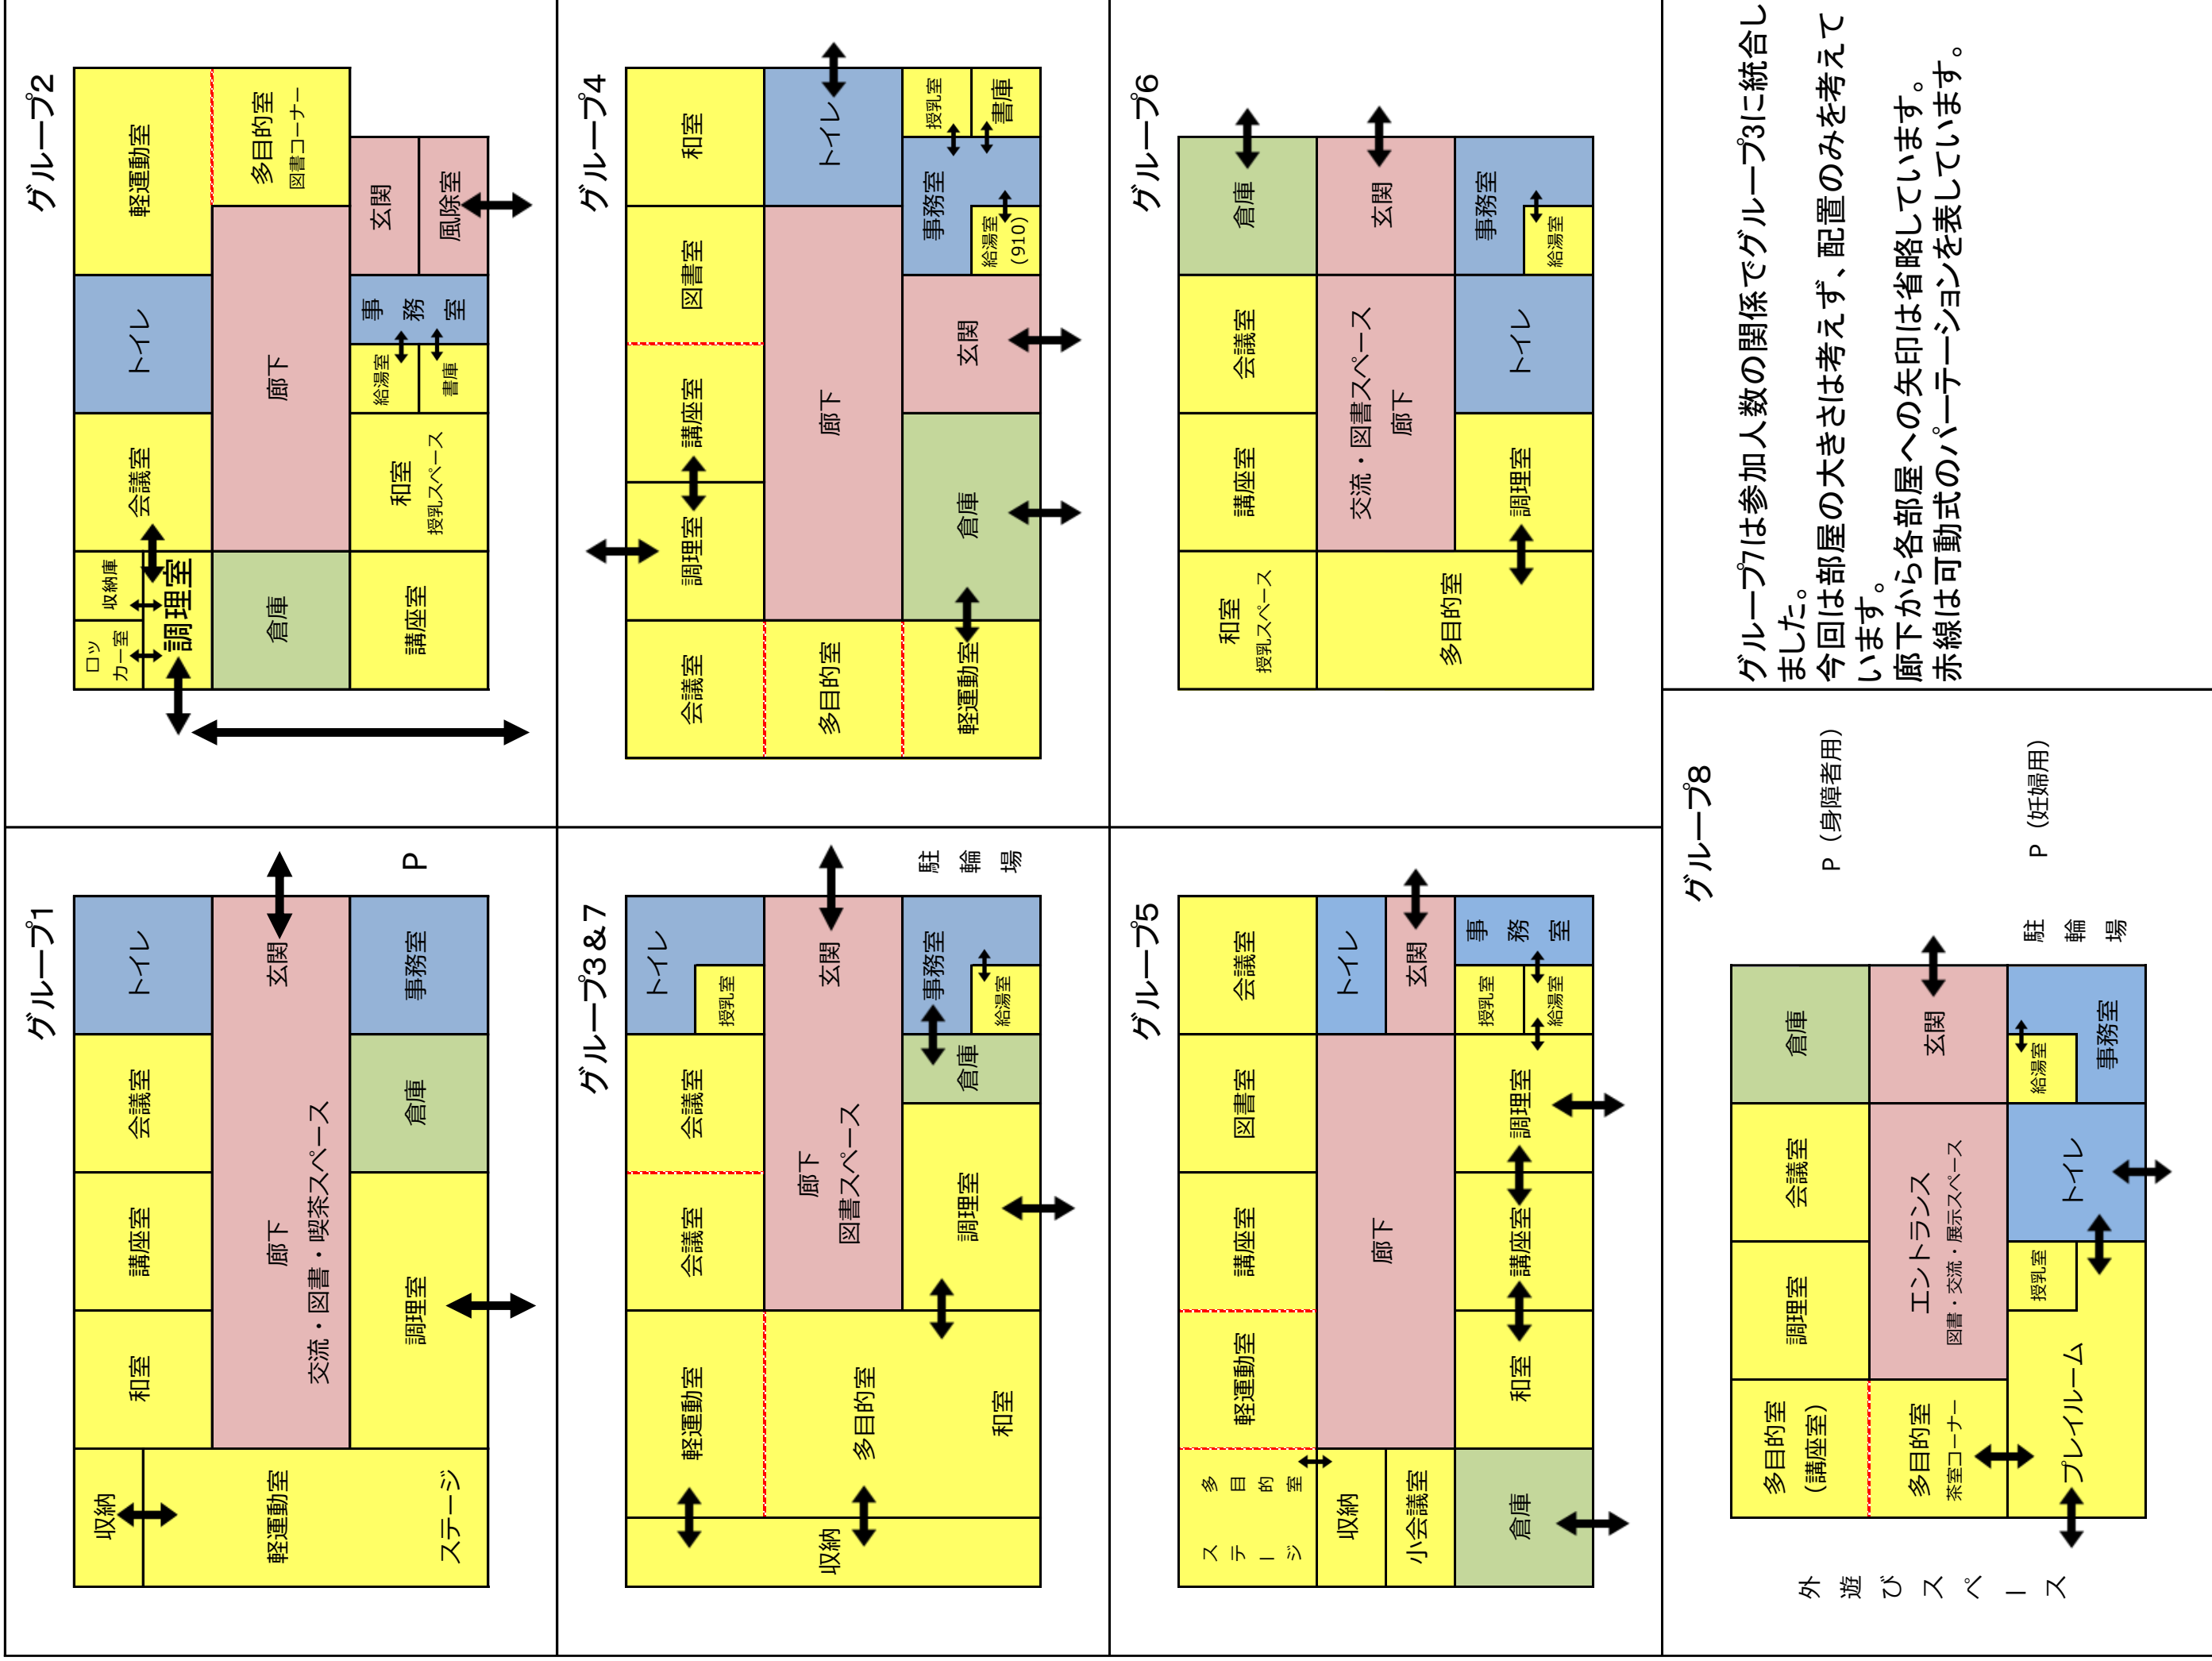 グループ1
収納
和室
講座室
会議室
トイレ
軽運動室
廊下
玄関
交流・図書・喫茶スペース
調理室
倉庫
事務室
P
ステージ
グループ2
ロッ
カー室
収納庫
会議室
トイレ
軽運動室
調理室
多目的室
図書コーナー
倉庫
廊下
講座室
和室
授乳スペース
給湯室
書庫
事
務
室
玄関
風除室
グループ3＆7
軽運動室
会議室
会議室
トイレ
授乳室
収納
多目的室
廊下
図書スペース
玄関
和室
調理室
倉庫
事務室
給湯室
駐
輪
場
グループ4
会議室
調理室
講座室
図書室
和室
多目的室
廊下
トイレ
軽運動室
倉庫
玄関
事務室
給湯室
(910)
授乳室
書庫
グループ5
多
目
的
室
ス
テ
ー
ジ
軽運動室
講座室
図書室
会議室
収納
小会議室
廊下
トイレ
玄関
倉庫
和室
講座室
調理室
授乳室
給湯室
事
務
室
グループ6
和室
授乳スペース
講座室
会議室
倉庫
交流・図書スペース
廊下
玄関
多目的室
調理室
トイレ
事務室
給湯室
グループ8
多目的室
(講座室)
調理室
会議室
倉庫
多目的室
茶室コーナー
エントランス
図書・交流・展示スペース
玄関
プレイルーム
授乳室
トイレ
給湯室
事務室
外
遊
び
ス
ペ
ー
ス
P（身障者用）
P（妊婦用）
駐
輪
場
グループ7は参加人数の関係でグループ3に統合し
ました。
今回は部屋の大きさは考えず、配置のみを考えて
います。
廊下から各部屋への矢印は省略しています。
赤線は可動式のパーテーションを表しています。